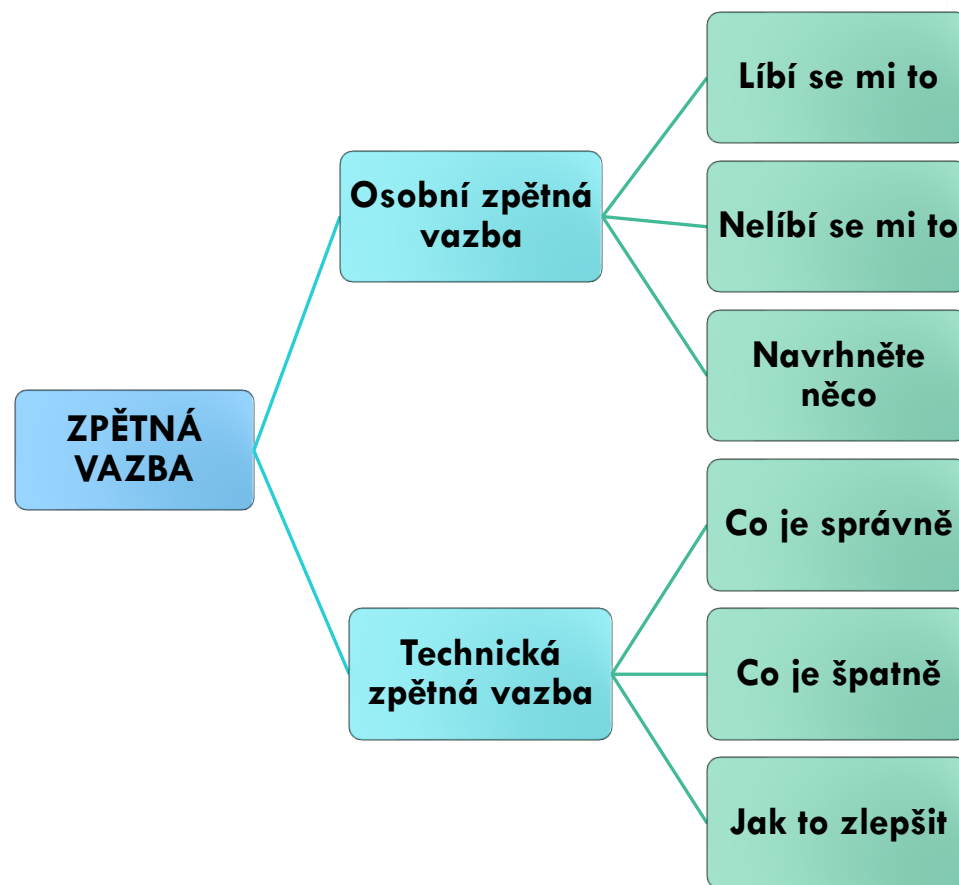 Líbí se mi to
Osobní zpětná
vazba
Nelíbí se mi to
Navrhněte
něco
ZPĚTNÁ
VAZBA
Co je správně
Technická
zpětná vazba
Co je špatně
Jak to zlepšit